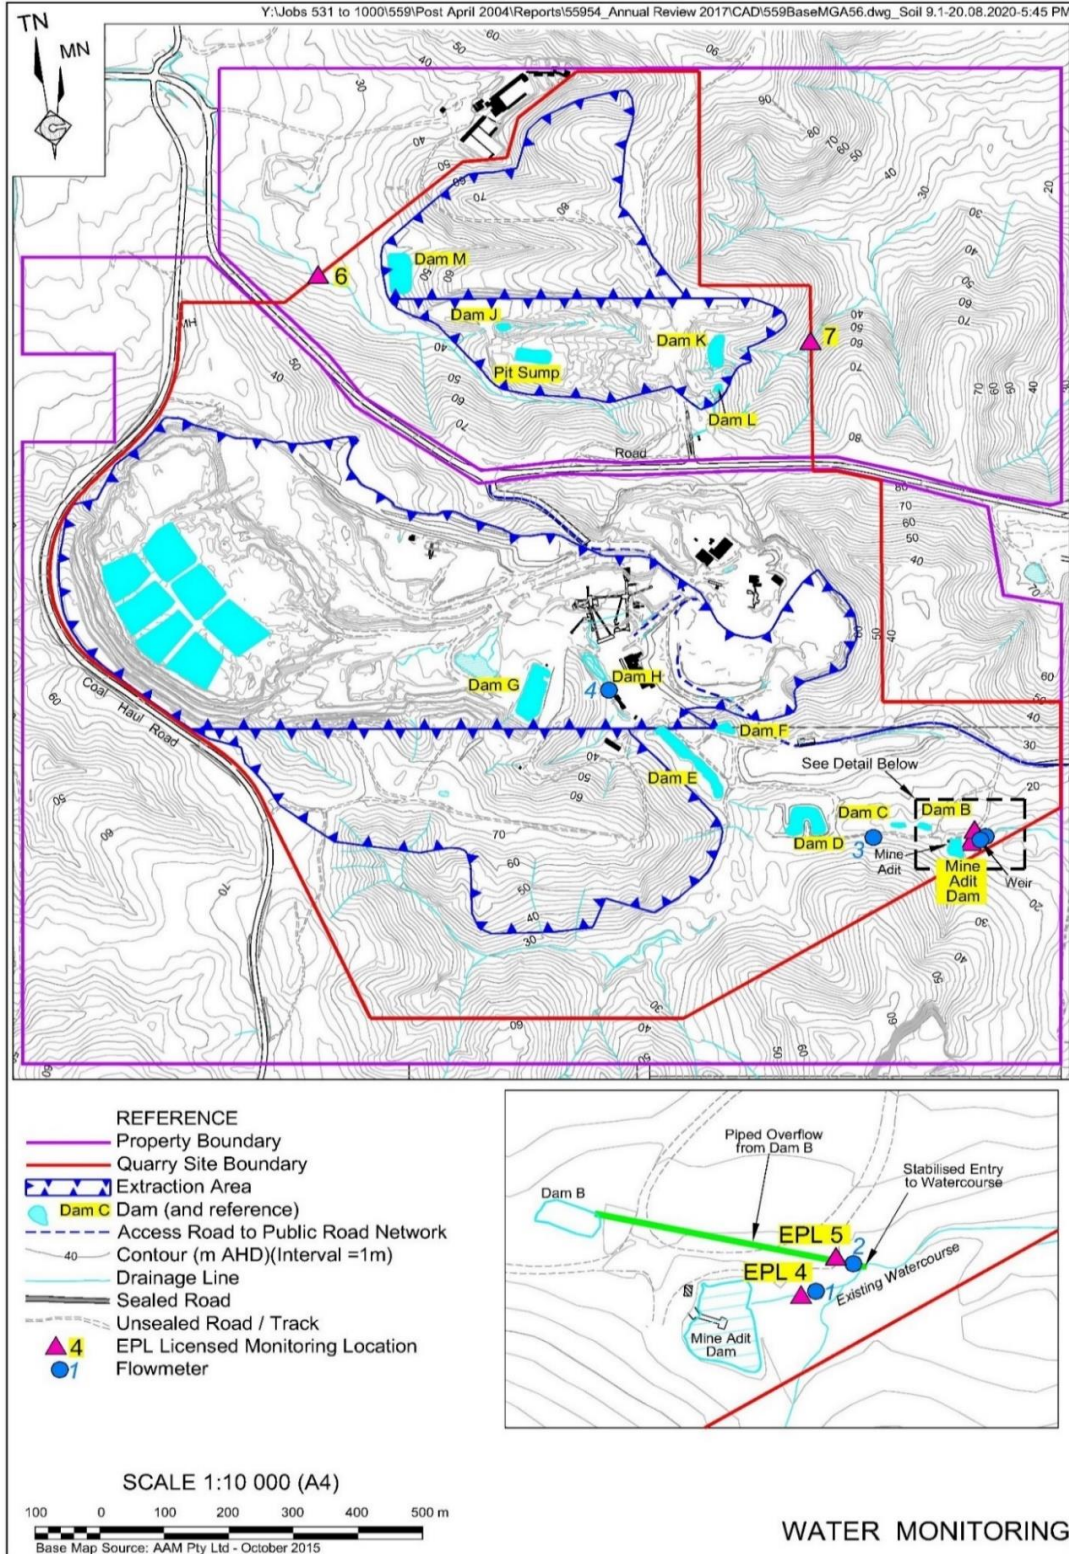 Y:\Jobs 531 to 1000\559\Post April 2004\Reports\55954_Annual Review 2017\CAD\559BaseMGA56.dwg_Soil 9.1-20.08.2020-5:45 PM
TN
MN
Dam M
6
Dam J
Pit Sump
Dam K
Dam L
7
Road
Coal Haul Road
Dam G
4
Dam H
Dam F
Dam E
See Detail Below
Dam C
Dam B
Dam D
3
Mine
Adit
Mine
Adit
Dam
Weir
REFERENCE
Property Boundary
Quarry Site Boundary
Extraction Area
Dam C Dam (and reference)
Access Road to Public Road Network
40 Contour (m AHD)(Interval =1m)
Drainage Line
Sealed Road
Unsealed Road / Track
4 EPL Licensed Monitoring Location
1 Flowmeter
Piped Overflow
from Dam B
Stabilised Entry
to Watercourse
Dam B
EPL 5
2
EPL 4
1
Existing Watercourse
Mine Adit
Dam
SCALE 1:10 000 (A4)
100 0 100 200 300 400 500 m
Base Map Source: AAM Pty Ltd - October 2015
WATER MONITORING